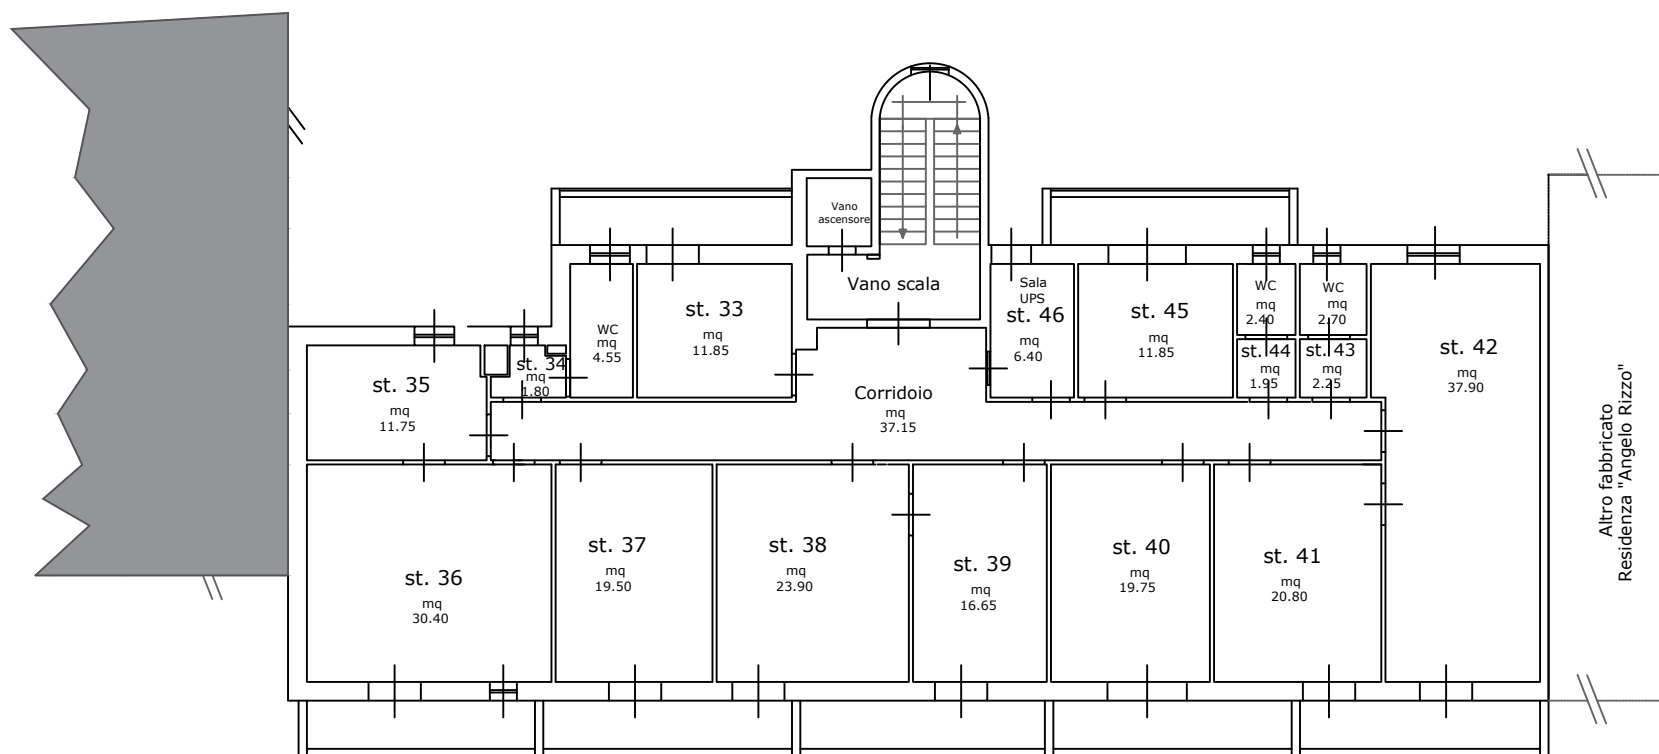 Vano
ascensore
Vano scala
st. 33
mq
11.85
WC
mq
4.55
st. 34
mq
1.80
st. 35
mq
11.75
Corridoio
mq
37.15
Sala
UPS
st. 46
mq
6.40
st. 45
mq
11.85
WC
mq
2.40
WC
mq
2.70
st. 44
mq
1.95
st. 43
mq
2.25
st. 42
mq
37.90
st. 36
mq
30.40
st. 37
mq
19.50
st. 38
mq
23.90
st. 39
mq
16.65
st. 40
mq
19.75
st. 41
mq
20.80
Altro fabbricato
Residenza "Angelo Rizzo"